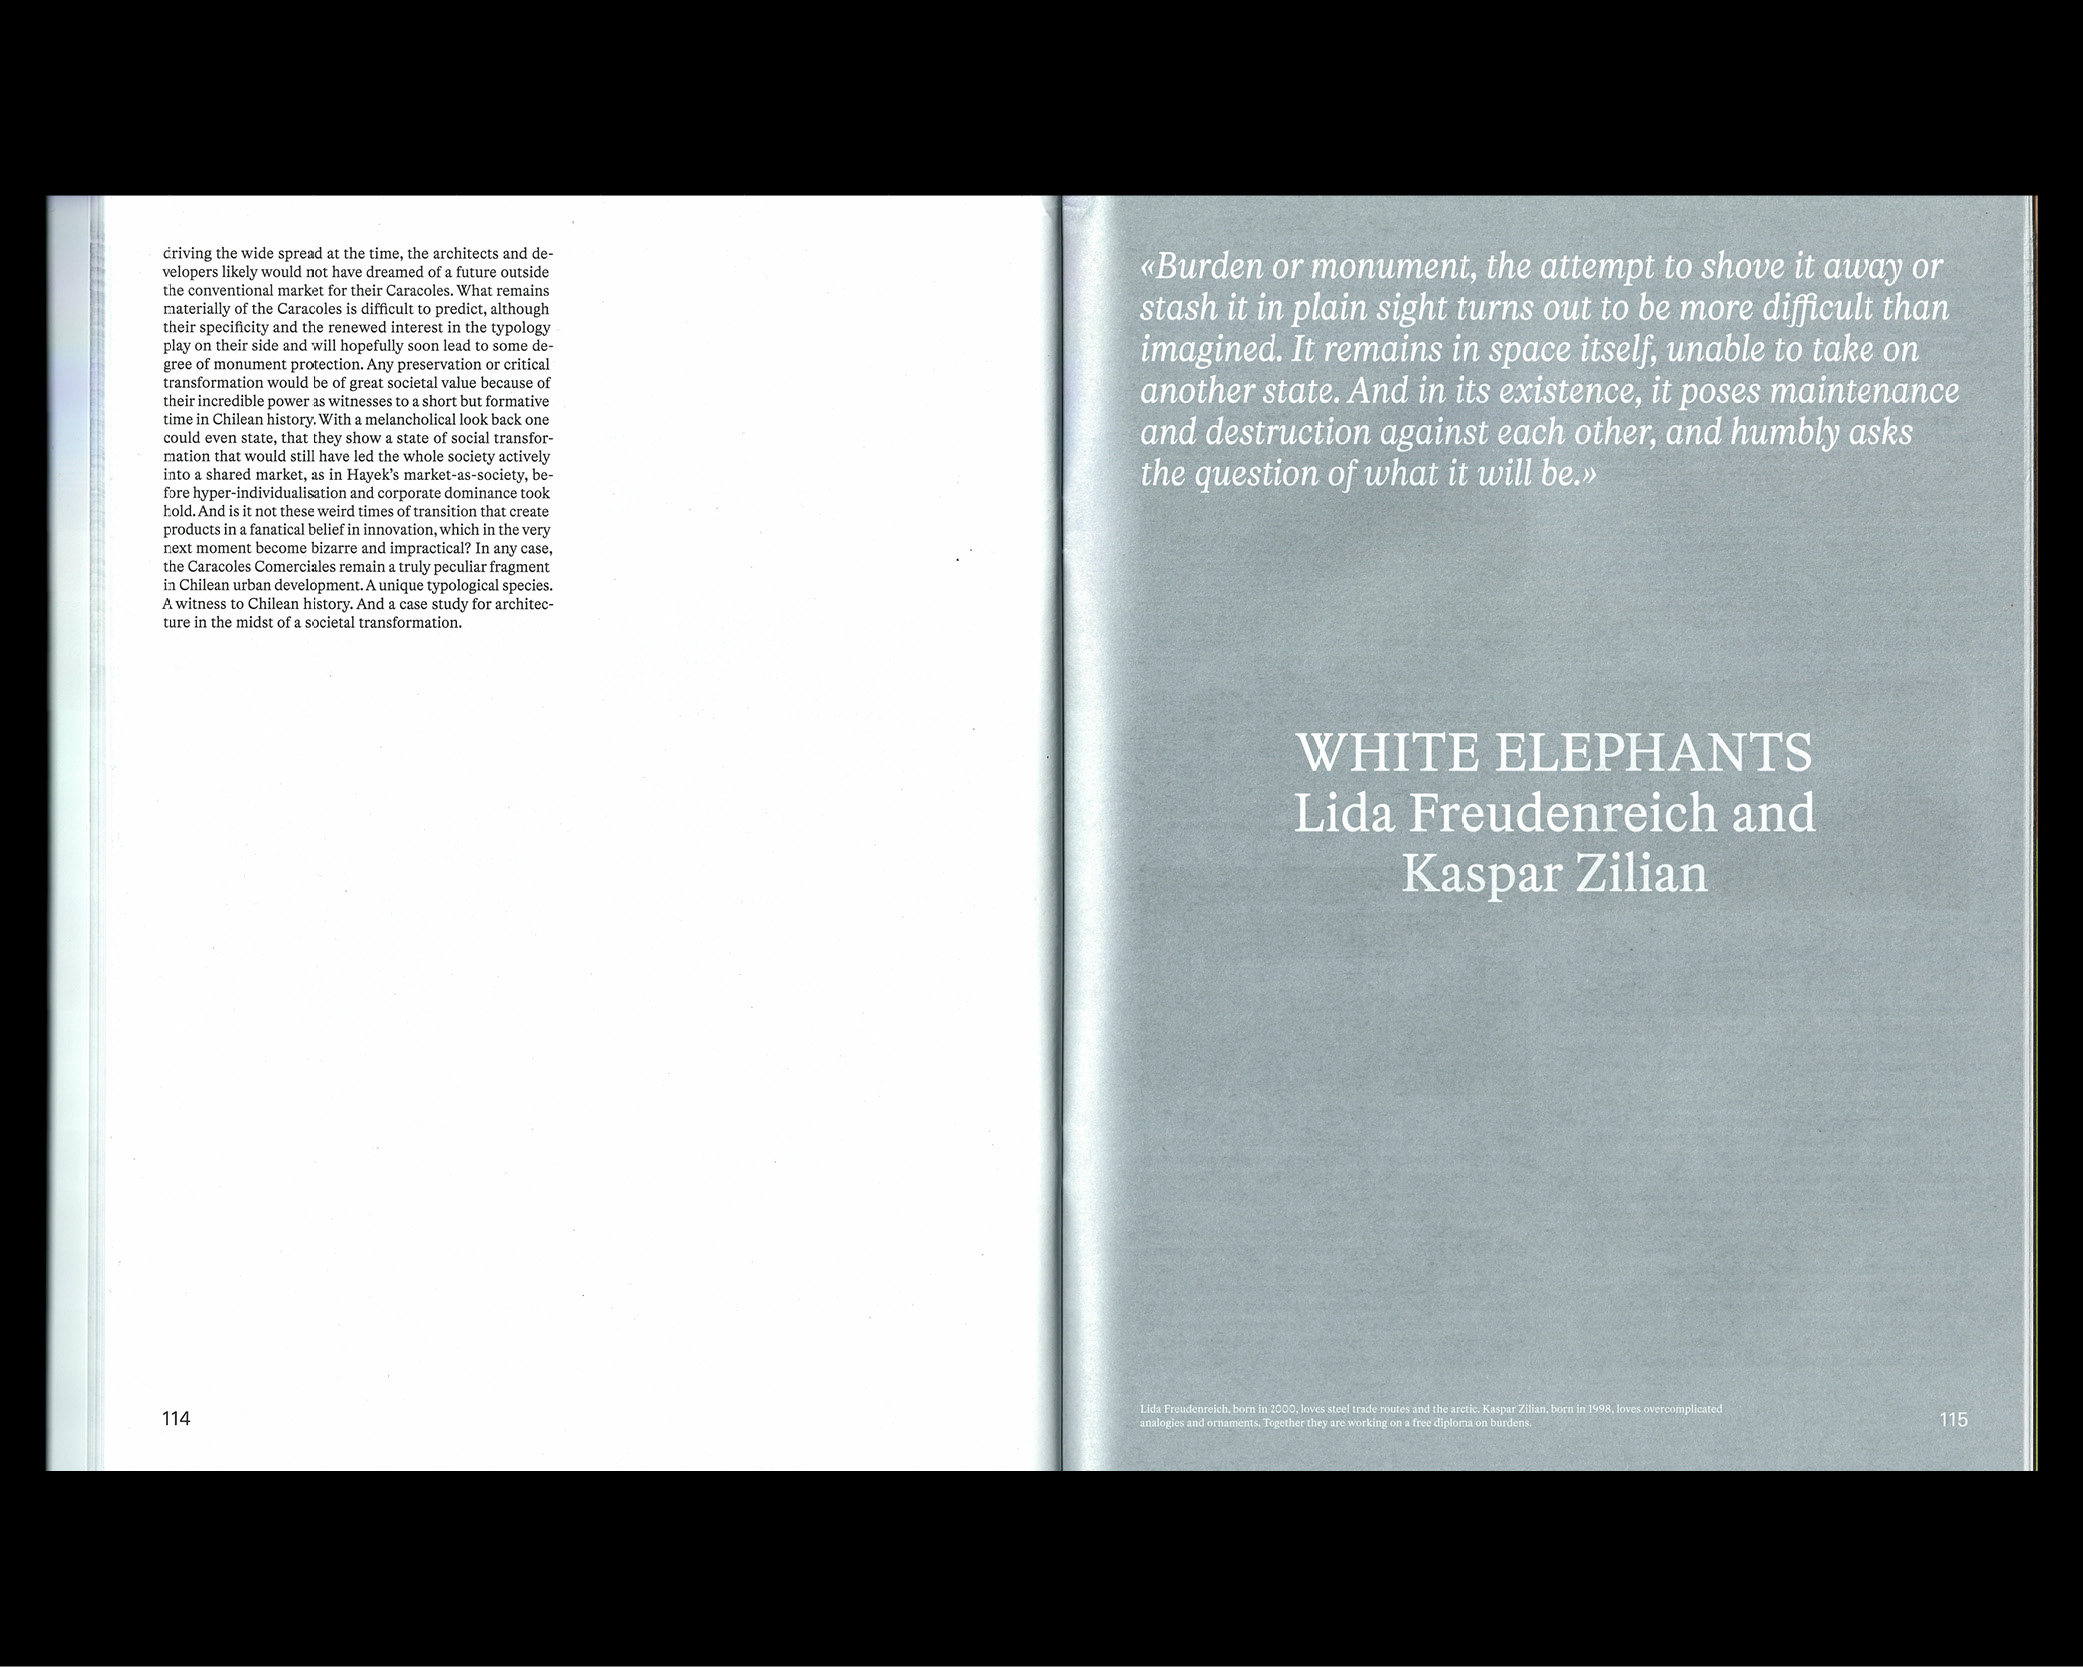 driving the wide spread at the time, the architects and de-
velopers likely would not have dreamed of a future outside
the conventional market for their Caracoles. What remains
materially of the Caracoles is difficult to predict, although
their specificity and the renewed interest in the typology
play on their side and will hopefully soon lead to some de-
gree of monument protection. Any preservation or critical
transformation would be of great societal value because of
their incredible power as witnesses to a short but formative
time in Chilean history. With a melancholical look back one
could even state, that they show a state of social transfor-
mation that would still have led the whole society actively
into a shared market, as in Hayek’s market-as-society, be-
fore hyper-individualisation and corporate dominance took
hold. And is it not these weird times of transition that create
products in a fanatical belief in innovation, which in the very
next moment become bizarre and impractical? In any case,
the Caracoles Comerciales remain a truly peculiar fragment
in Chilean urban development. A unique typological species.
A witness to Chilean history. And a case study for architec-
ture in the midst of a societal transformation.
114
«Burden or monument, the attempt to shove it away or
stash it in plain sight turns out to be more difficult than
imagined. It remains in space itself, unable to take on
another state. And in its existence, it poses maintenance
and destruction against each other, and humbly asks
the question of what it will be.»
WHITE ELEPHANTS
Lida Freudenreich and
Kaspar Zilian
Lida Freudenreich, born in 2000, loves steel trade routes and the arctic. Kaspar Zilian, born in 1998, loves overcomplicated
analogies and ornaments. Together they are working on a free diploma on burdens.
115